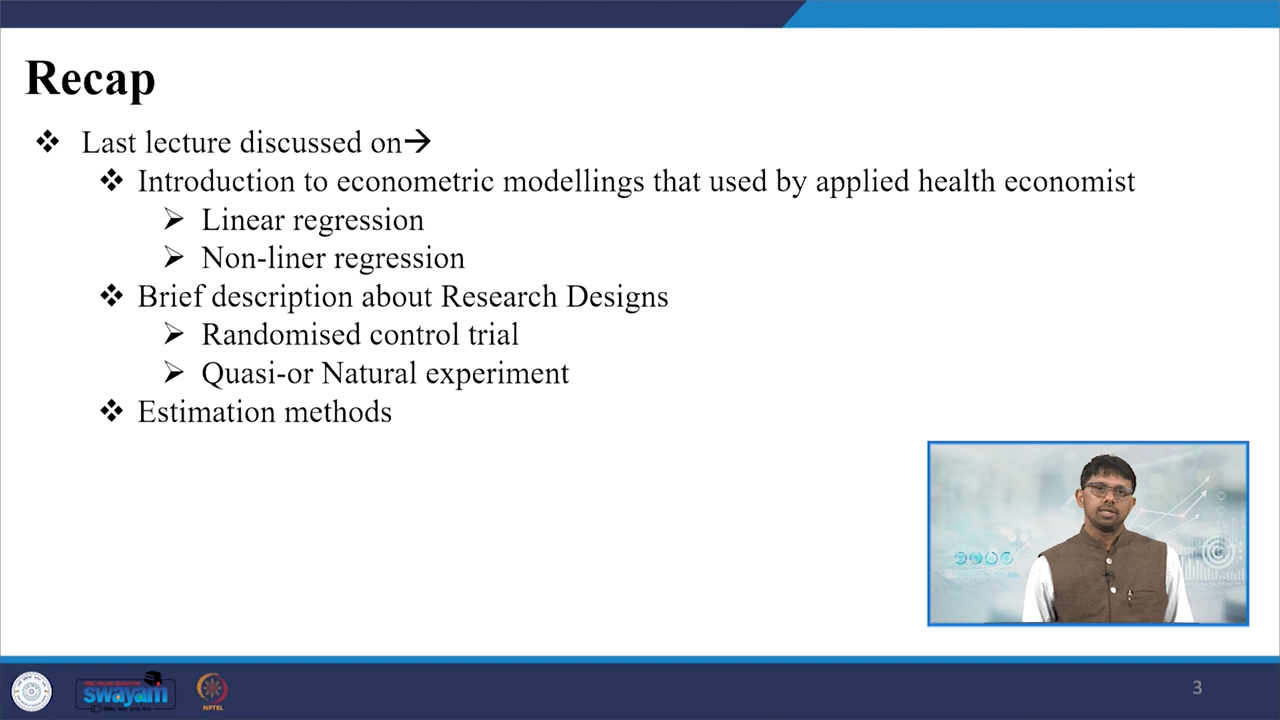 Recap
❖ Last lecture discussed on→
❖ Introduction to econometric modellings that used by applied health economist
➢ Linear regression
➢ Non-liner regression
❖ Brief description about Research Designs
➢ Randomised control trial
➢ Quasi-or Natural experiment
❖ Estimation methods
swayam
NPTEL
3